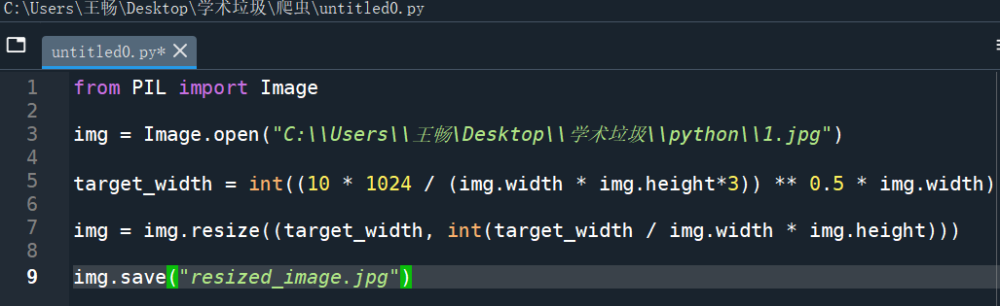 C:\Users\王畅\Desktop\学术垃圾\爬虫\untitled0.py
untitled0.py*
1 from PIL import Image
2
3 img = Image.open("C:\\Users\\王畅\Desktop\\学术垃圾\\python\\1.jpg")
4
5 target_width = int((10 * 1024 / (img.width * img.height*3)) ** 0.5 * img.width)
6
7 img = img.resize((target_width, int(target_width / img.width * img.height)))
8
9 img.save("resized_image.jpg")